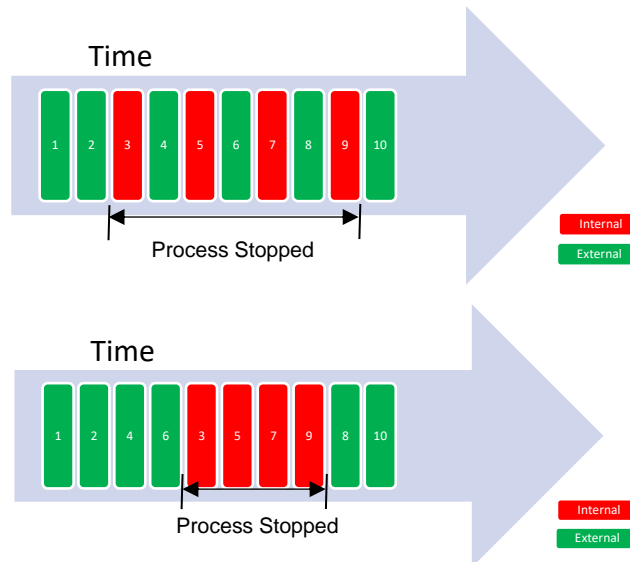 Time
1 2 3 4 5 6 7 8 9 10
Process Stopped
Internal
External
Time
1 2 4 6 3 5 7 9 8 10
Process Stopped
Internal
External